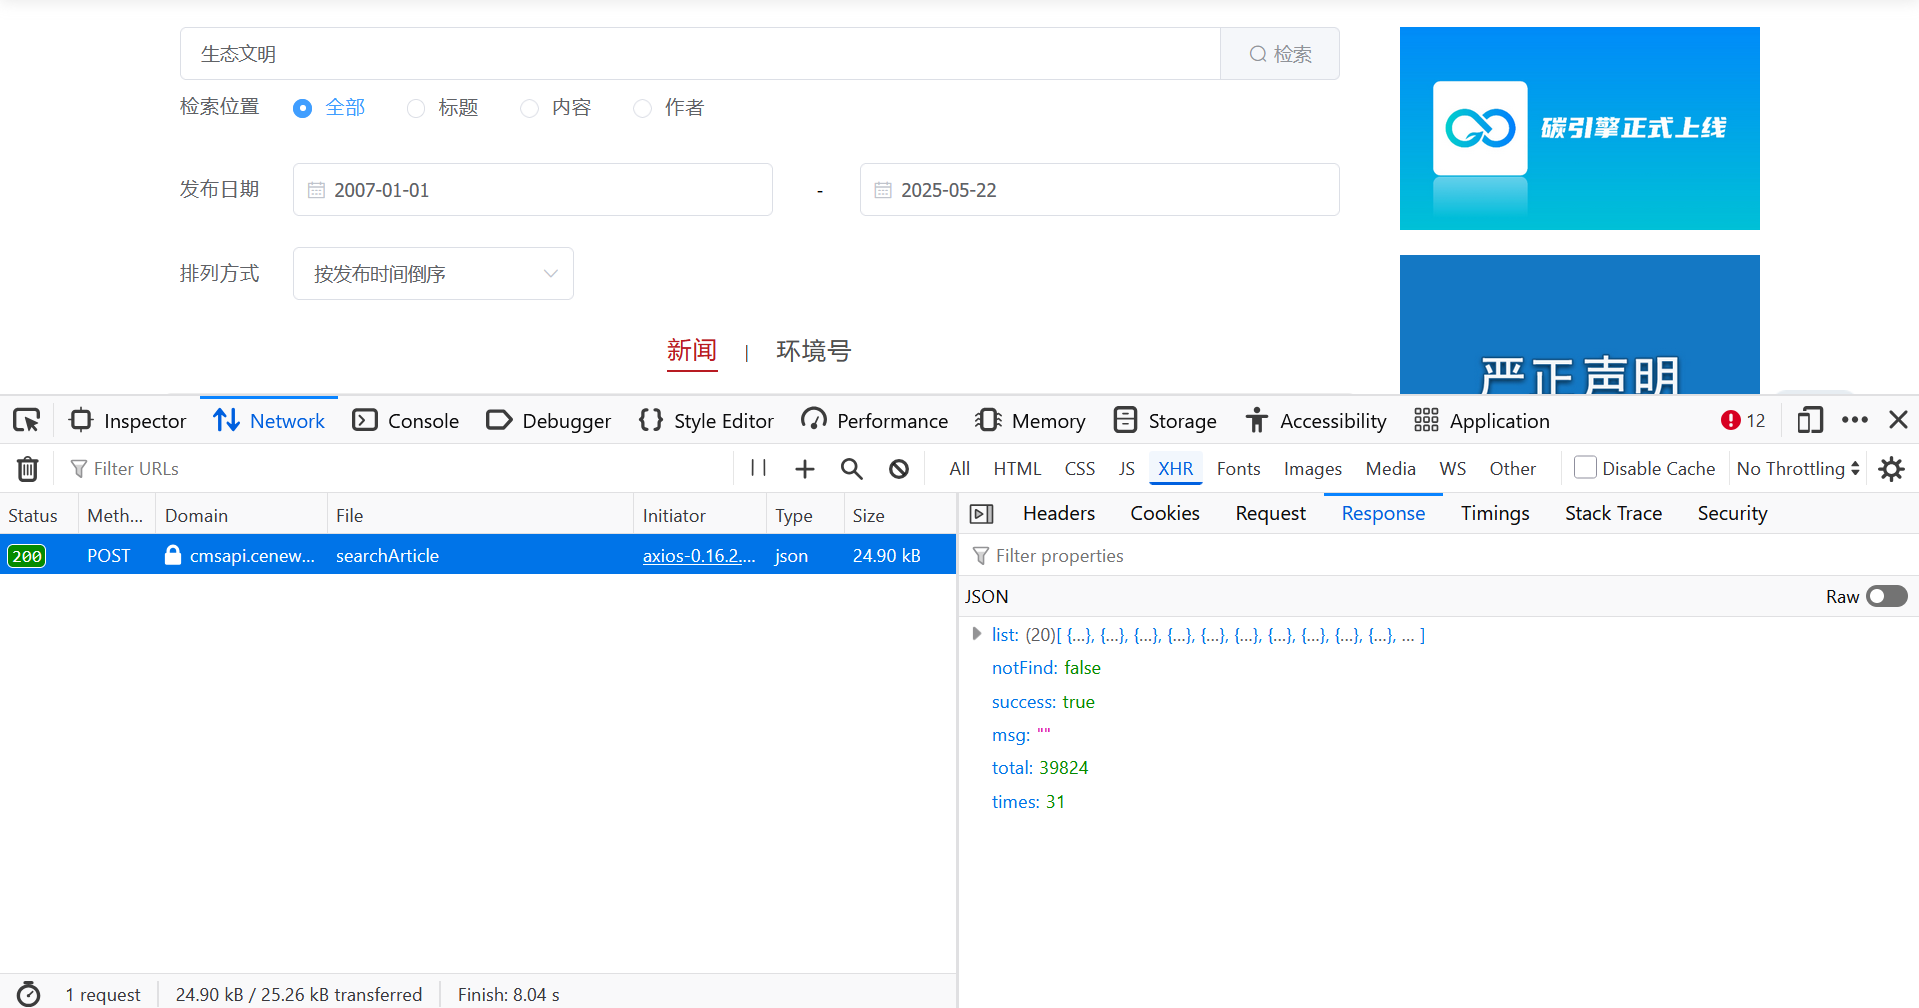 生态文明
检索
检索位置 全部 标题 内容 作者
发布日期 2007-01-01 - 2025-05-22
排列方式 按发布时间倒序
新闻 | 环境号
碳引擎正式上线
严正声明
Inspector Network Console Debugger Style Editor Performance Memory Storage Accessibility Application 12
Filter URLs All HTML CSS JS XHR Fonts Images Media WS Other Disable Cache No Throttling
Status Meth... Domain File Initiator Type Size
200 POST cmsapi.cenew... searchArticle axios-0.16.2.... json 24.90 kB
Headers Cookies Request Response Timings Stack Trace Security
Filter properties
JSON Raw
list: (20)[ {...}, {...}, {...}, {...}, {...}, {...}, {...}, {...}, {...}, {...}, ... ]
notFind: false
success: true
msg: ""
total: 39824
times: 31
1 request 24.90 kB / 25.26 kB transferred Finish: 8.04 s